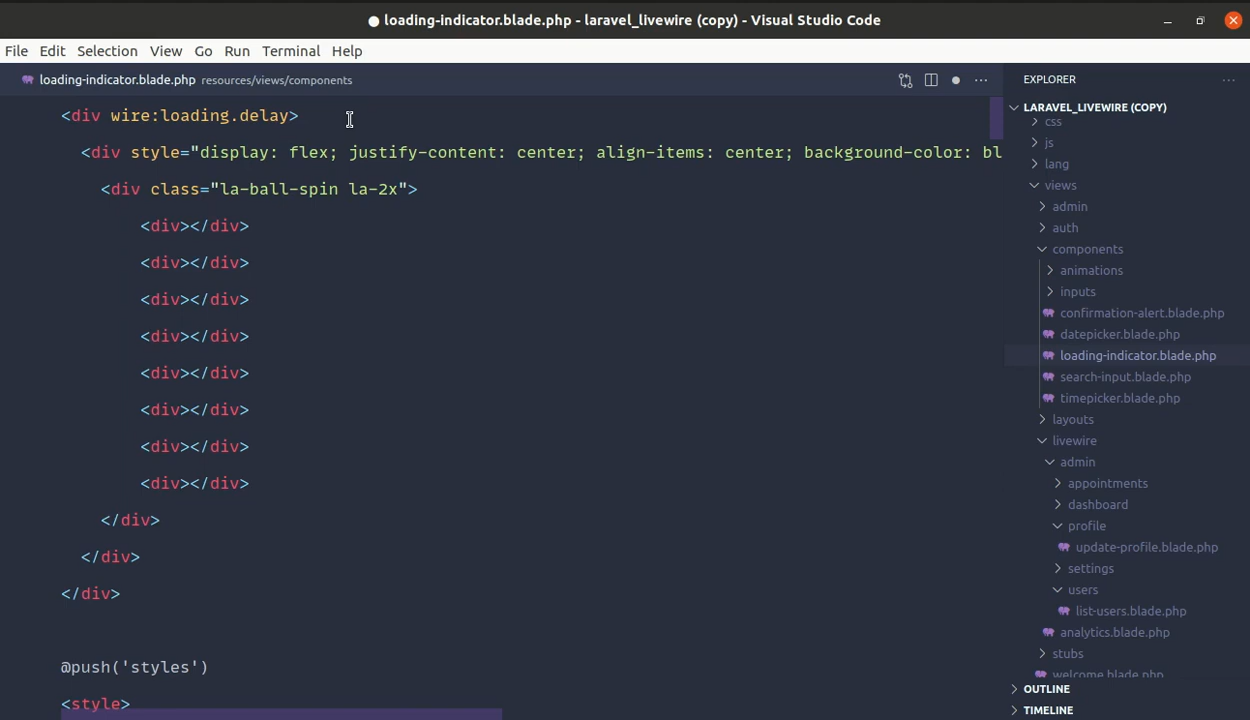 loading-indicator.blade.php - laravel_livewire (copy) - Visual Studio Code
File Edit Selection View Go Run Terminal Help
loading-indicator.blade.php resources/views/components
<div wire:loading.delay>
<div style="display: flex; justify-content: center; align-items: center; background-color: bl
<div class="la-ball-spin la-2x">
<div></div>
<div></div>
<div></div>
<div></div>
<div></div>
<div></div>
<div></div>
<div></div>
</div>
</div>
</div>
@push('styles')
<style>
EXPLORER
LARAVEL_LIVEWIRE (COPY)
css
js
lang
views
admin
auth
components
animations
inputs
confirmation-alert.blade.php
datepicker.blade.php
loading-indicator.blade.php
search-input.blade.php
timepicker.blade.php
layouts
livewire
admin
appointments
dashboard
profile
update-profile.blade.php
settings
users
list-users.blade.php
analytics.blade.php
stubs
welcome.blade.php
OUTLINE
TIMELINE